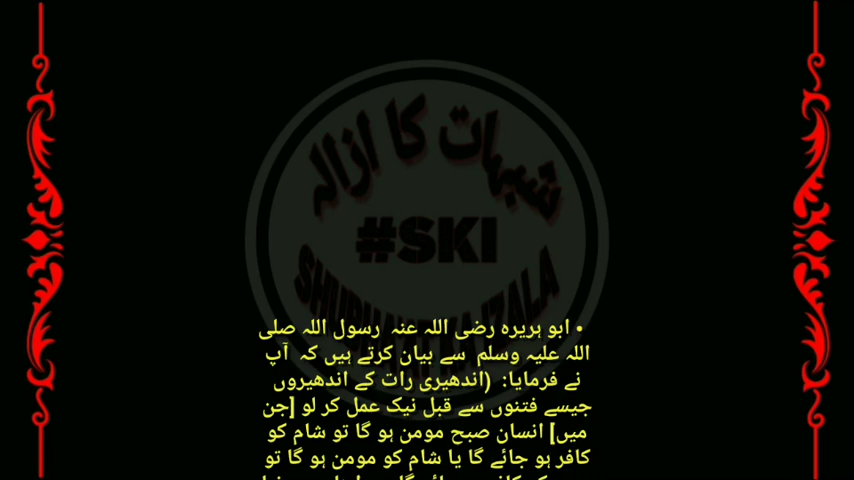 شبہات کا ازالہ
#SKI
• ابو ہریرہ رضی اللہ عنہ رسول اللہ صلی
اللہ علیہ وسلم سے بیان کرتے ہیں کہ آپ
نے فرمایا: (اندھیری رات کے اندھیروں
جیسے فتنوں سے قبل نیک عمل کر لو [جن
میں] انسان صبح مومن ہو گا تو شام کو
کافر ہو جائے گا یا شام کو مومن ہو گا تو